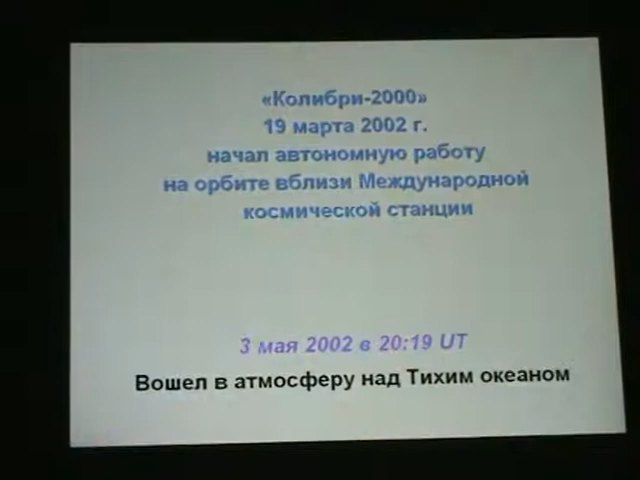 «Колибри-2000»
19 марта 2002 г.
начал автономную работу
на орбите вблизи Международной
космической станции
3 мая 2002 в 20:19 UT
Вошел в атмосферу над Тихим океаном